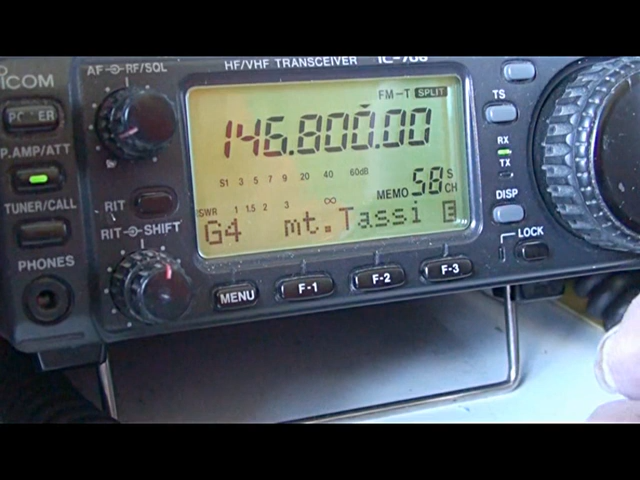 HF/VHF TRANSCEIVER
ICOM
AF RF/SQL
POWER
P.AMP/ATT
TUNER/CALL
PHONES
RIT
RIT SHIFT
FM-T SPLIT
146.800.00
S1 3 5 7 9 20 40 60dB
MEMO 58 CH
S
SWR 1 1.5 2 3 ∞
G4 mt.Tassi E
MENU F-1 F-2 F-3
TS
RX
TX
DISP
LOCK